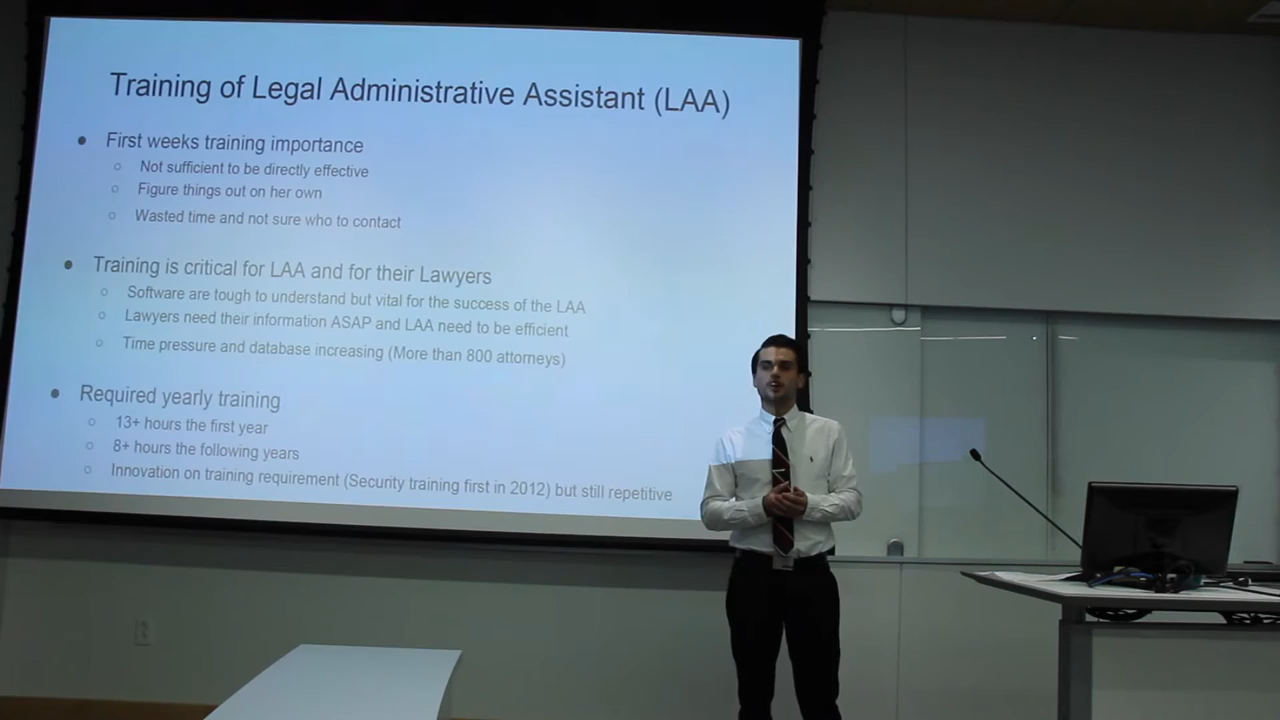 Training of Legal Administrative Assistant (LAA)
● First weeks training importance
○ Not sufficient to be directly effective
○ Figure things out on her own
○ Wasted time and not sure who to contact
● Training is critical for LAA and for their Lawyers
○ Software are tough to understand but vital for the success of the LAA
○ Lawyers need their information ASAP and LAA need to be efficient
○ Time pressure and database increasing (More than 800 attorneys)
● Required yearly training
○ 13+ hours the first year
○ 8+ hours the following years
○ Innovation on training requirement (Security training first in 2012) but still repetitive